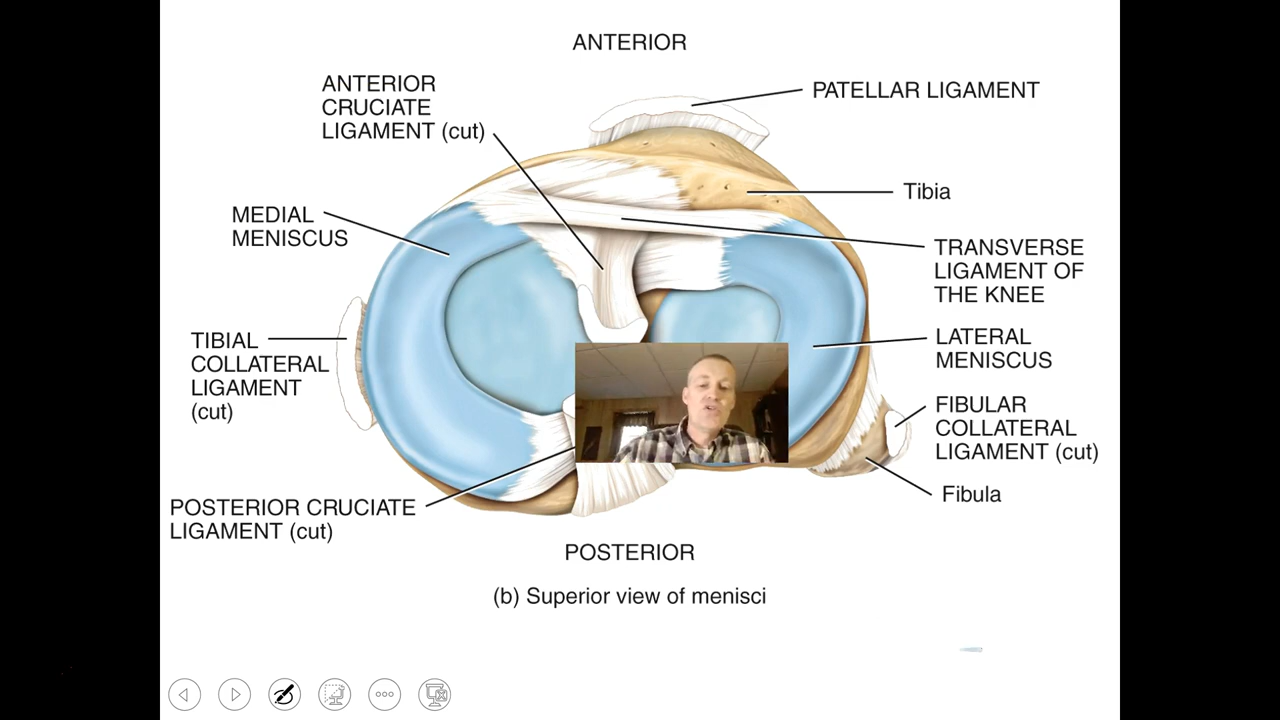 ANTERIOR
ANTERIOR
CRUCIATE
LIGAMENT (cut)
PATELLAR LIGAMENT
Tibia
MEDIAL
MENISCUS
TRANSVERSE
LIGAMENT OF
THE KNEE
TIBIAL
COLLATERAL
LIGAMENT
(cut)
LATERAL
MENISCUS
FIBULAR
COLLATERAL
LIGAMENT (cut)
Fibula
POSTERIOR CRUCIATE
LIGAMENT (cut)
POSTERIOR
(b) Superior view of menisci